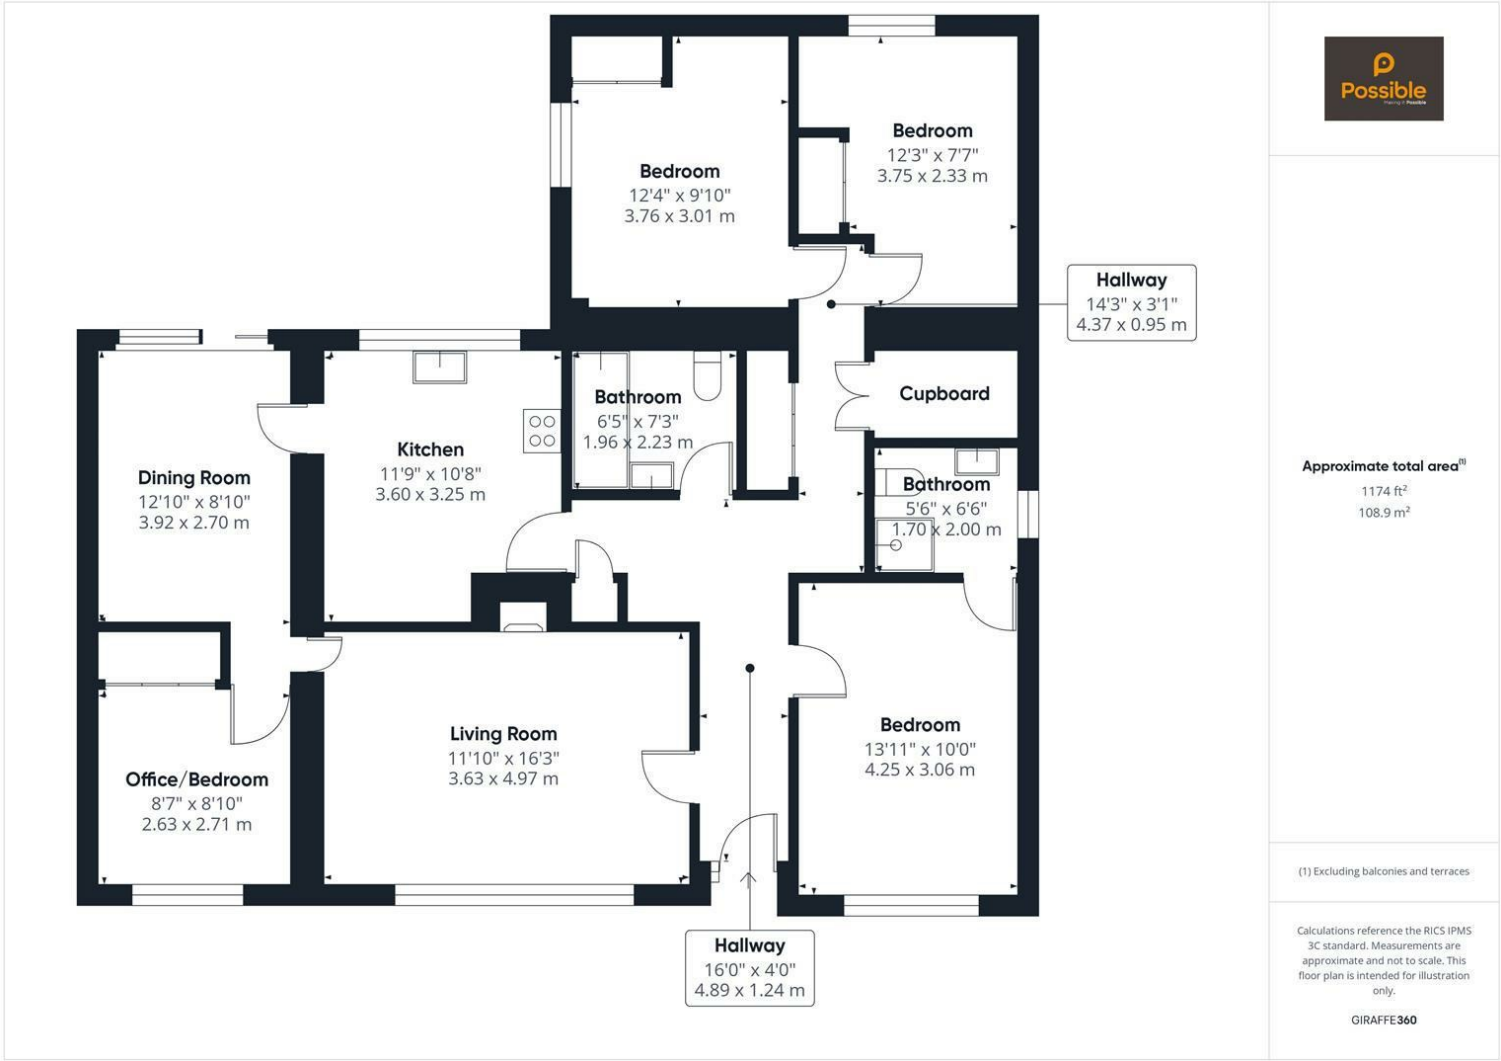 Bedroom
12'4" x 9'10"
3.76 x 3.01 m
Bedroom
12'3" x 7'7"
3.75 x 2.33 m
Hallway
14'3" x 3'1"
4.37 x 0.95 m
Dining Room
12'10" x 8'10"
3.92 x 2.70 m
Kitchen
11'9" x 10'8"
3.60 x 3.25 m
Bathroom
6'5" x 7'3"
1.96 x 2.23 m
Cupboard
Bathroom
5'6" x 6'6"
1.70 x 2.00 m
Office/Bedroom
8'7" x 8'10"
2.63 x 2.71 m
Living Room
11'10" x 16'3"
3.63 x 4.97 m
Bedroom
13'11" x 10'0"
4.25 x 3.06 m
Hallway
16'0" x 4'0"
4.89 x 1.24 m
Possible
Making it Possible
Approximate total area(1)
1174 ft²
108.9 m²
(1) Excluding balconies and terraces
Calculations reference the RICS IPMS
3C standard. Measurements are
approximate and not to scale. This
floor plan is intended for illustration
only.
GIRAFFE360